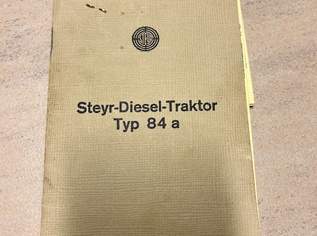 Steyr-Diesel-Traktor
Typ 84 a